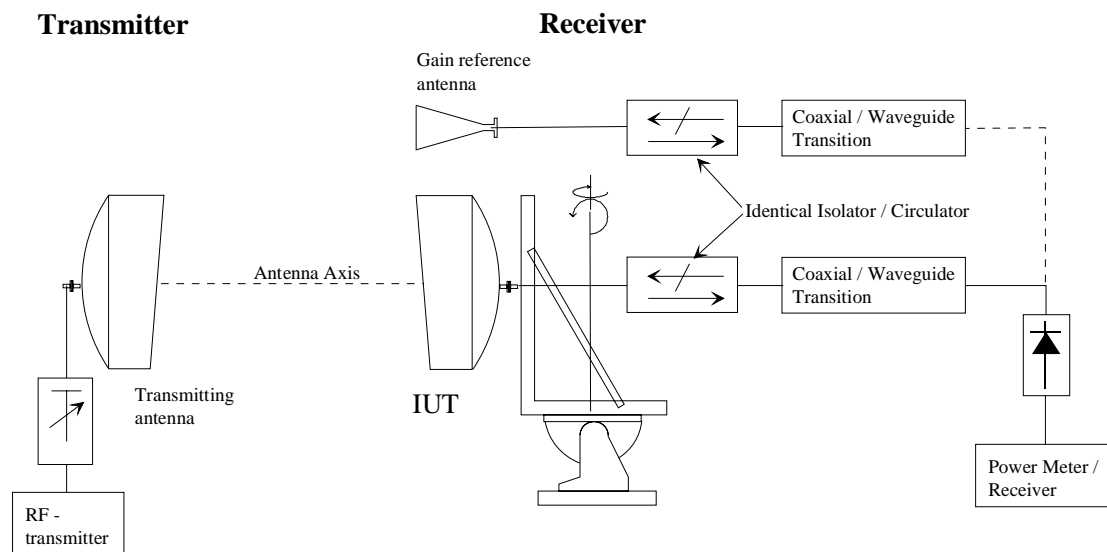 Transmitter
Receiver
Gain reference
antenna
Coaxial / Waveguide
Transition
Identical Isolator / Circulator
Antenna Axis
Coaxial / Waveguide
Transition
Transmitting
antenna
IUT
Power Meter /
Receiver
RF -
transmitter